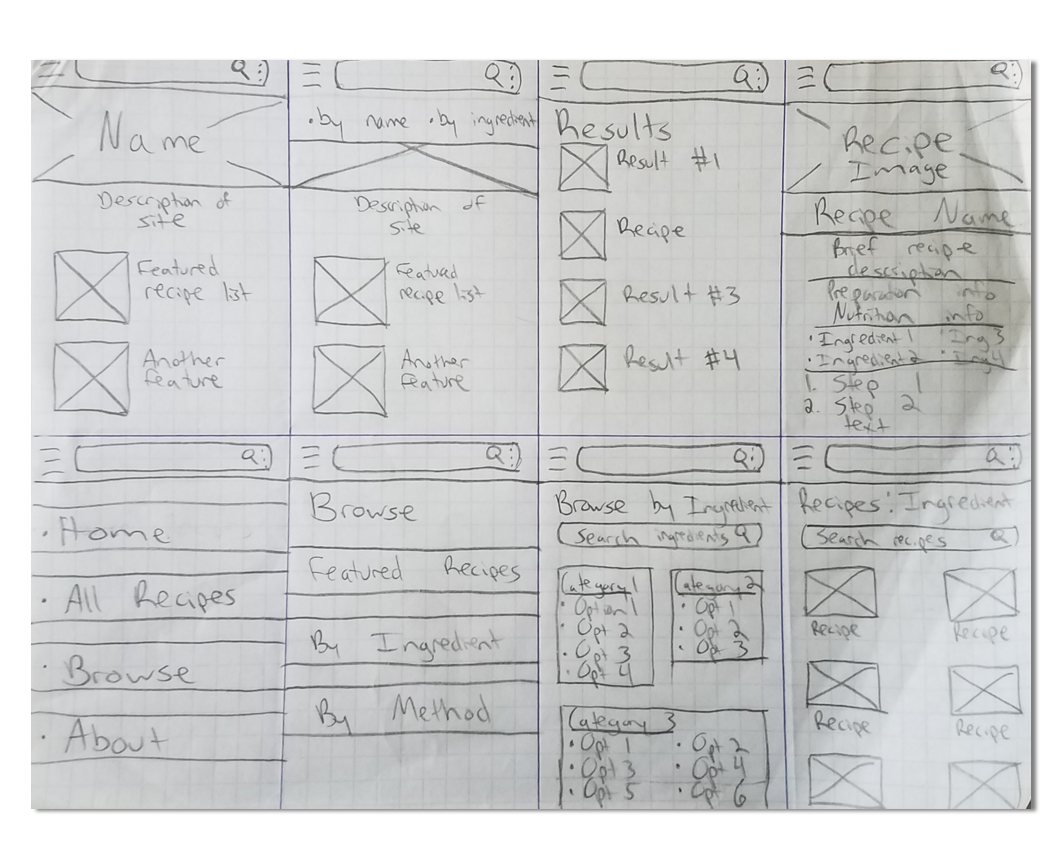 Name
Description of
site
Featured
recipe list
Another
feature
• by name • by ingredient
Description of
site
Featured
recipe list
Another
feature
Results
Result #1
Recipe
Result #3
Result #4
Recipe
Image
Recipe Name
Brief recipe
description
Preparation info
Nutrition info
• Ingredient 1 • Ing 3
• Ingredient 2 • Ing 4
1. Step 1
2. Step 2
text
• Home
• All Recipes
• Browse
• About
Browse
Featured Recipes
By Ingredient
By Method
Browse by Ingredient
Search ingredients
Category 1
• Option 1
• Opt 2
• Opt 3
• Opt 4
Category 2
• Opt 1
• Opt 2
• Opt 3
Category 3
• Opt 1 • Opt 2
• Opt 3 • Opt 4
• Opt 5 • Opt 6
Recipes: Ingredient
Search recipes
Recipe Recipe
Recipe Recipe